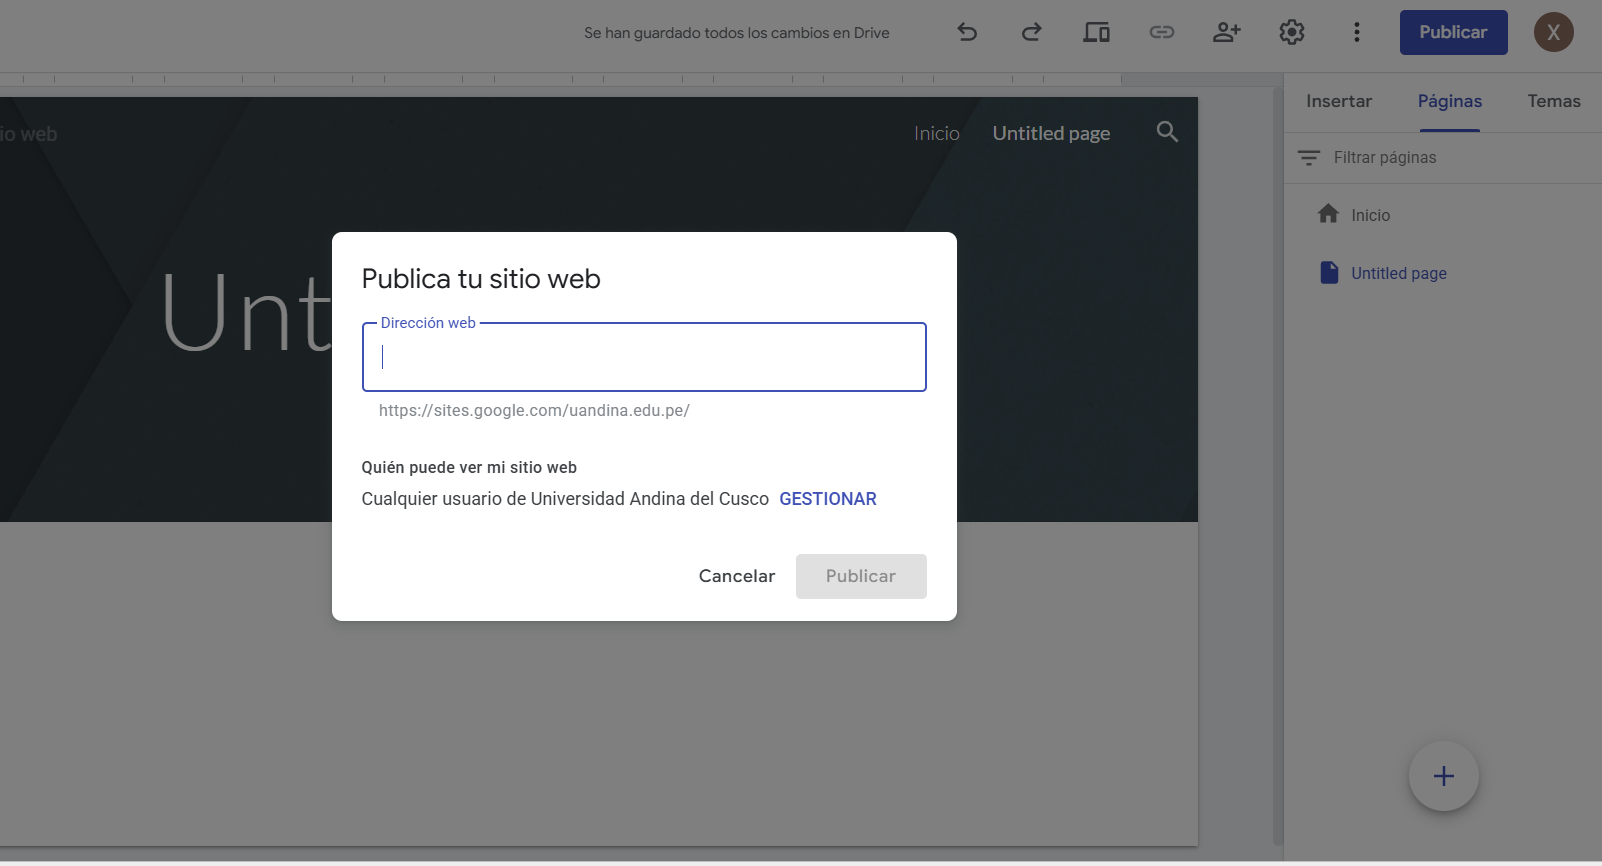 Se han guardado todos los cambios en Drive
Publicar
X
Insertar Páginas Temas
io web
Inicio Untitled page
Filtrar páginas
Inicio
Untitled page
Unt
Publica tu sitio web
Dirección web
https://sites.google.com/uandina.edu.pe/
Quién puede ver mi sitio web
Cualquier usuario de Universidad Andina del Cusco GESTIONAR
Cancelar Publicar